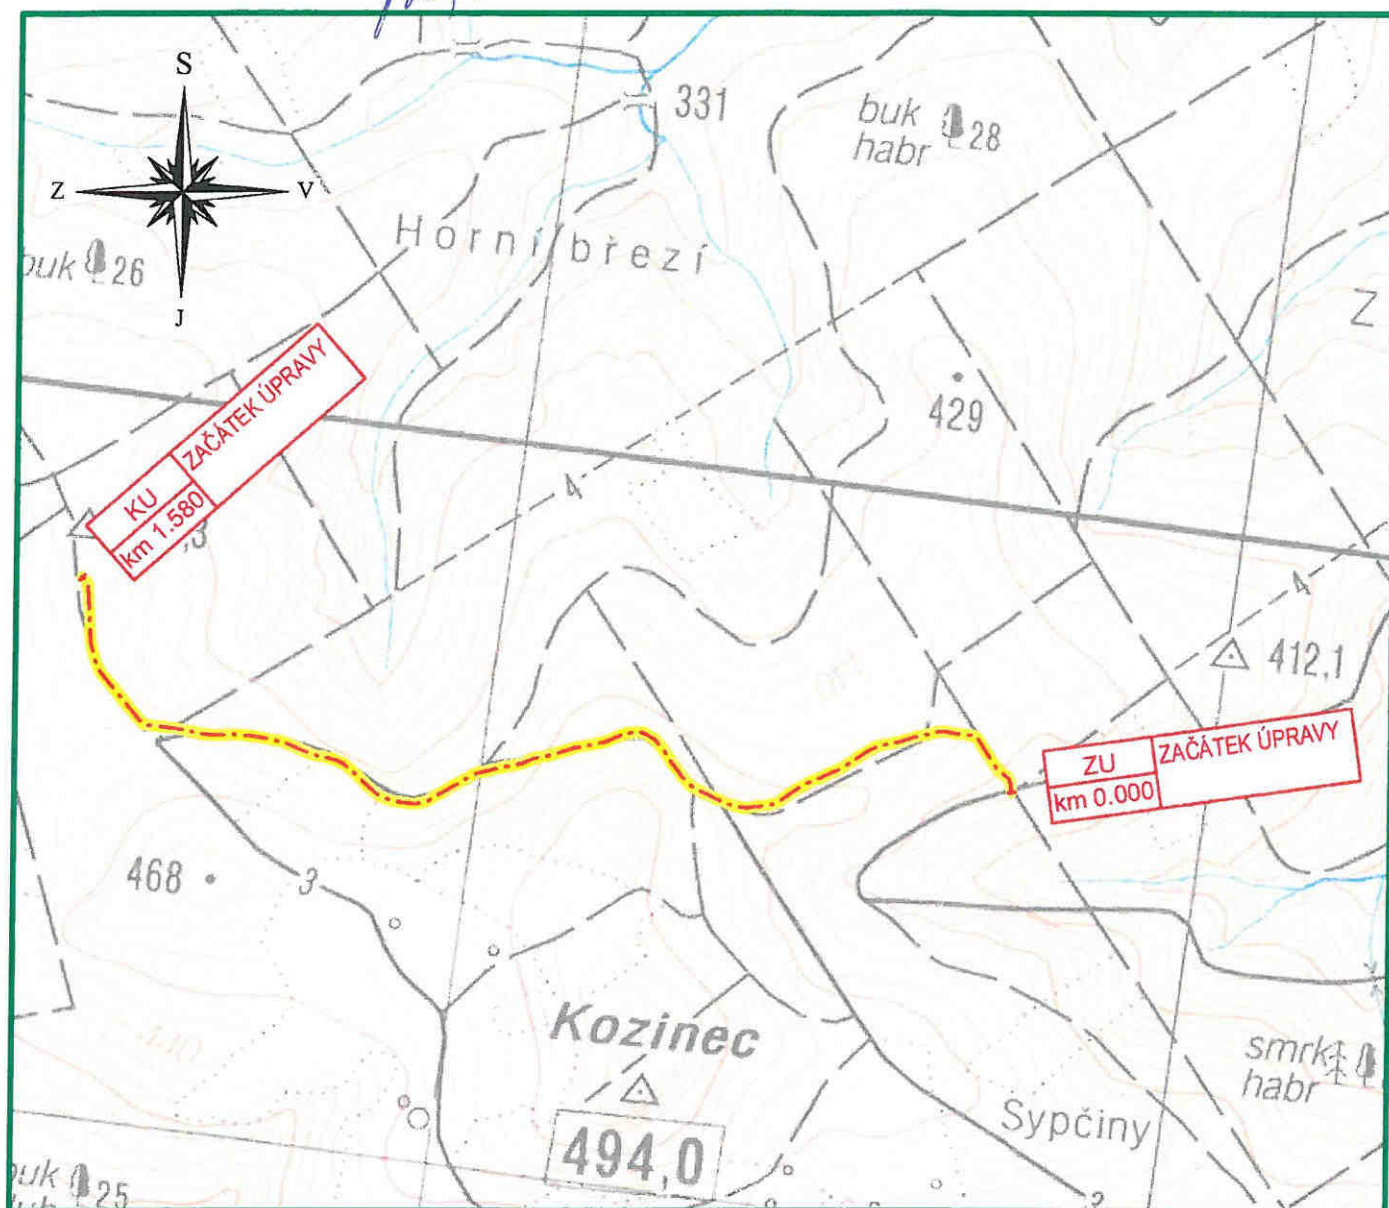 S
Z
V
J
331
buk
habr
28
Horní březí
buk
26
Z
429
ZAČÁTEK ÚPRAVY
KU
km 1.580
,3
4
4
412,1
ZU
ZAČÁTEK ÚPRAVY
km 0.000
468
3
Kozinec
494,0
smrk
habr
Sypčiny
buk
25